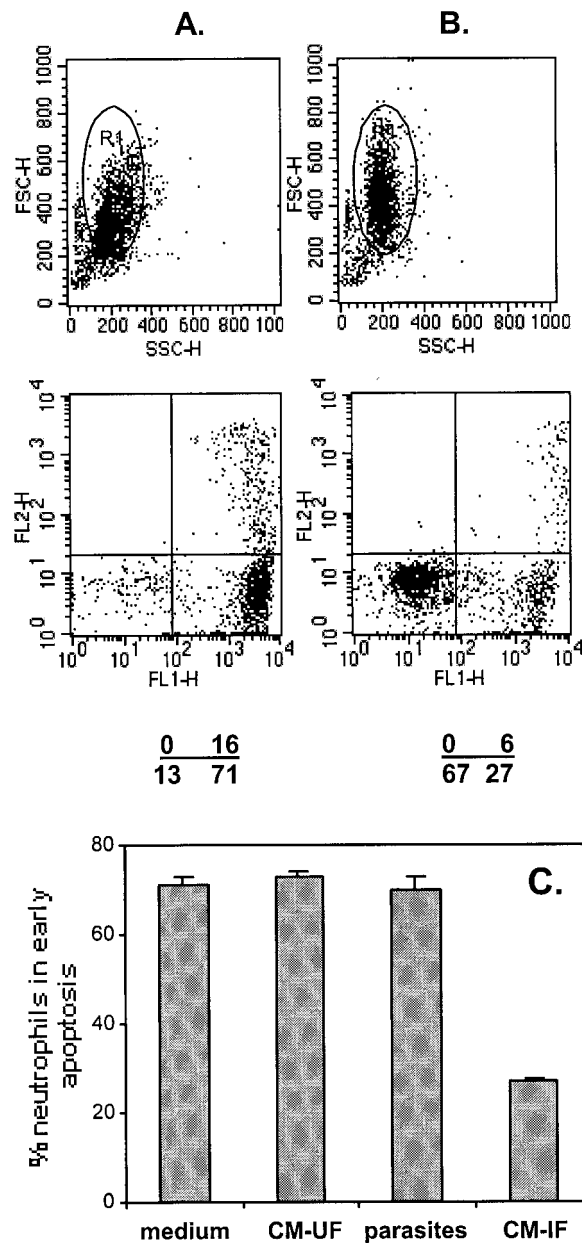 A.
B.
1000
800
600
400
200
0
FSC-H
R1
0 200 400 600 800 100
SSC-H
1000
800
600
400
200
0
FSC-H
0 200 400 600 800 1000
SSC-H
10^4
10^3
10^2
10^1
10^0
FL2-H
10^0 10^1 10^2 10^3 10^4
FL1-H
10^4
10^3
10^2
10^1
10^0
FL2-H
10^0 10^1 10^2 10^3 10^4
FL1-H
0 16
13 71
0 6
67 27
C.
80
60
40
20
0
% neutrophils in early
apoptosis
medium CM-UF parasites CM-IF